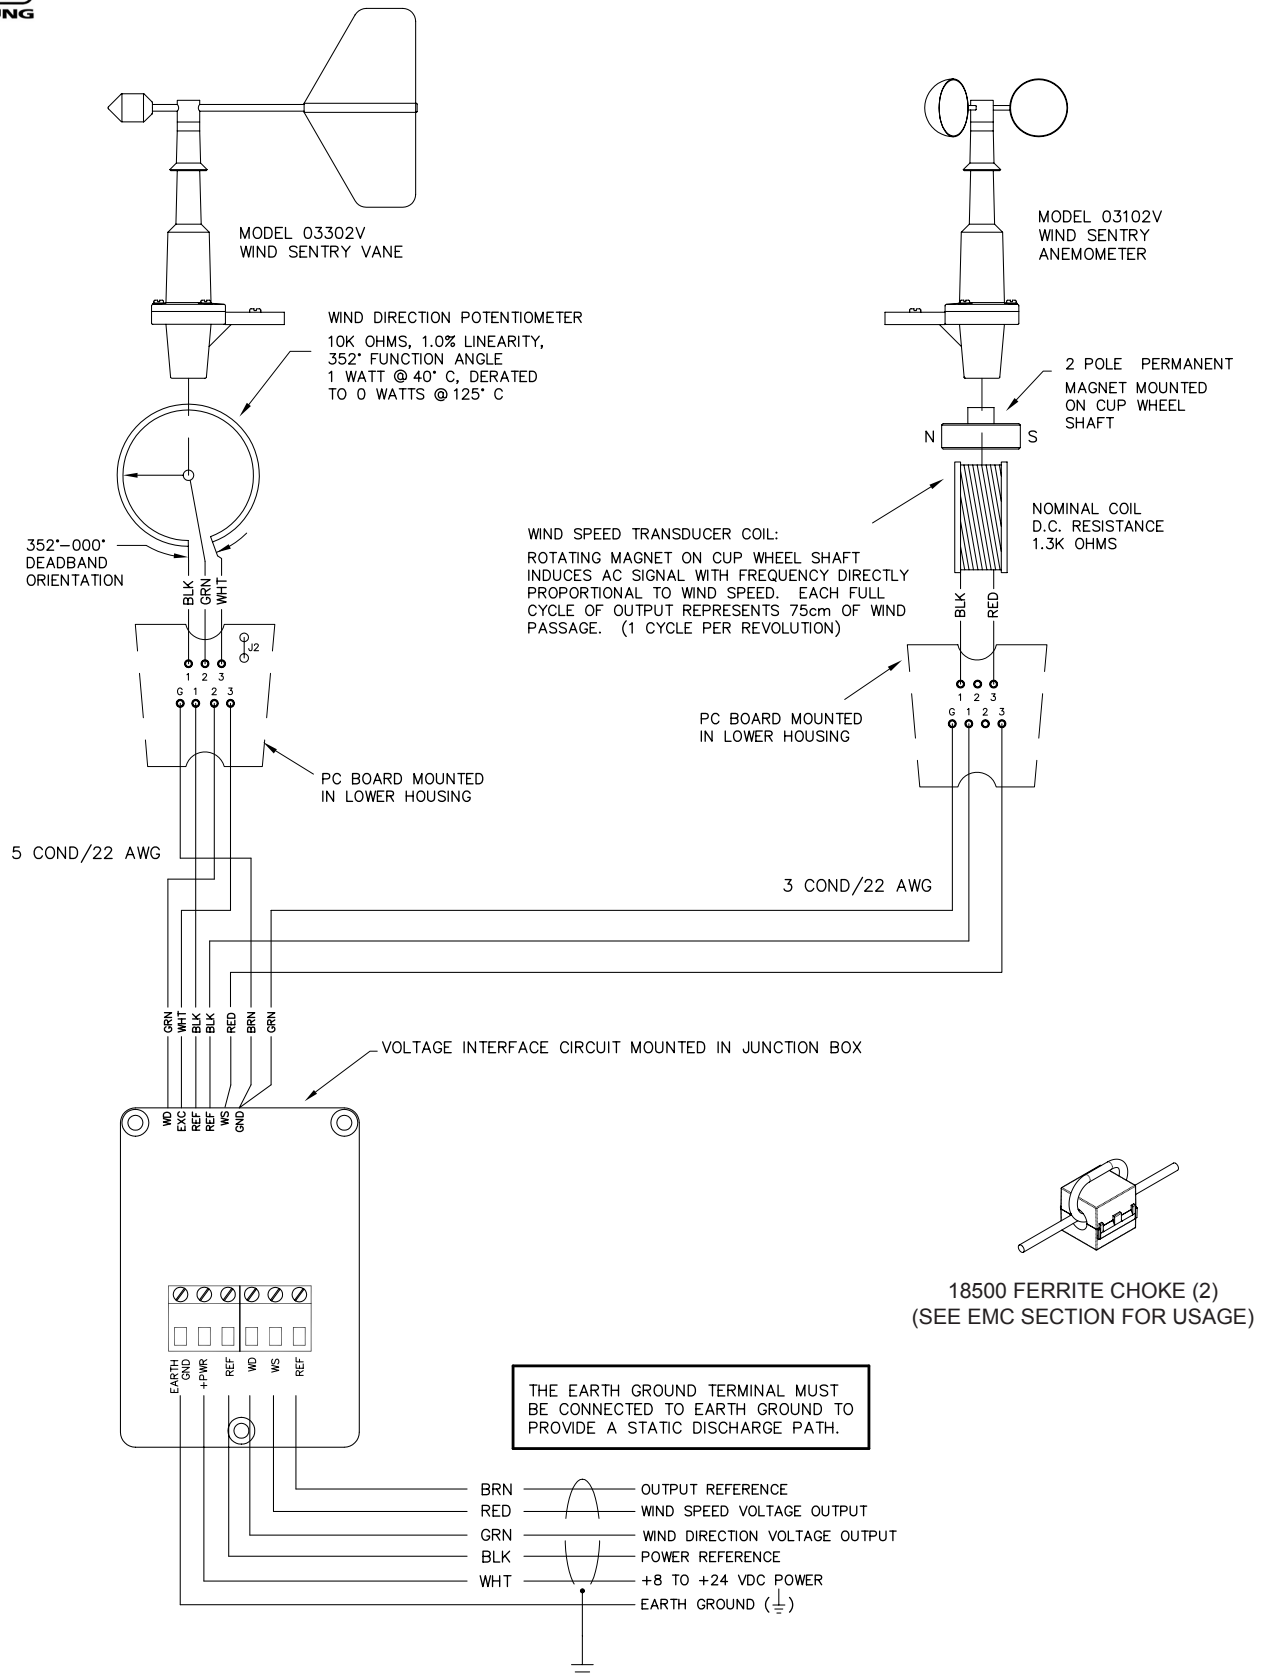 UNG
MODEL 03302V
WIND SENTRY VANE
MODEL 03102V
WIND SENTRY
ANEMOMETER
WIND DIRECTION POTENTIOMETER
10K OHMS, 1.0% LINEARITY,
352° FUNCTION ANGLE
1 WATT @ 40° C, DERATED
TO 0 WATTS @ 125° C
2 POLE PERMANENT
MAGNET MOUNTED
ON CUP WHEEL
SHAFT
N S
352°-000°
DEADBAND
ORIENTATION
BLK
GRN
WHT
WIND SPEED TRANSDUCER COIL:
ROTATING MAGNET ON CUP WHEEL SHAFT
INDUCES AC SIGNAL WITH FREQUENCY DIRECTLY
PROPORTIONAL TO WIND SPEED. EACH FULL
CYCLE OF OUTPUT REPRESENTS 75cm OF WIND
PASSAGE. (1 CYCLE PER REVOLUTION)
NOMINAL COIL
D.C. RESISTANCE
1.3K OHMS
BLK
RED
J2
1 2 3
G 1 2 3
PC BOARD MOUNTED
IN LOWER HOUSING
1 2 3
G 1 2 3
PC BOARD MOUNTED
IN LOWER HOUSING
5 COND/22 AWG
3 COND/22 AWG
GRN
WHT
BLK
BLK
RED
BRN
GRN
VOLTAGE INTERFACE CIRCUIT MOUNTED IN JUNCTION BOX
WD
EXC
REF
REF
WS
GND
18500 FERRITE CHOKE (2)
(SEE EMC SECTION FOR USAGE)
EARTH
GND
+PWR
REF
WD
WS
REF
THE EARTH GROUND TERMINAL MUST
BE CONNECTED TO EARTH GROUND TO
PROVIDE A STATIC DISCHARGE PATH.
BRN OUTPUT REFERENCE
RED WIND SPEED VOLTAGE OUTPUT
GRN WIND DIRECTION VOLTAGE OUTPUT
BLK POWER REFERENCE
WHT +8 TO +24 VDC POWER
EARTH GROUND (⏚)